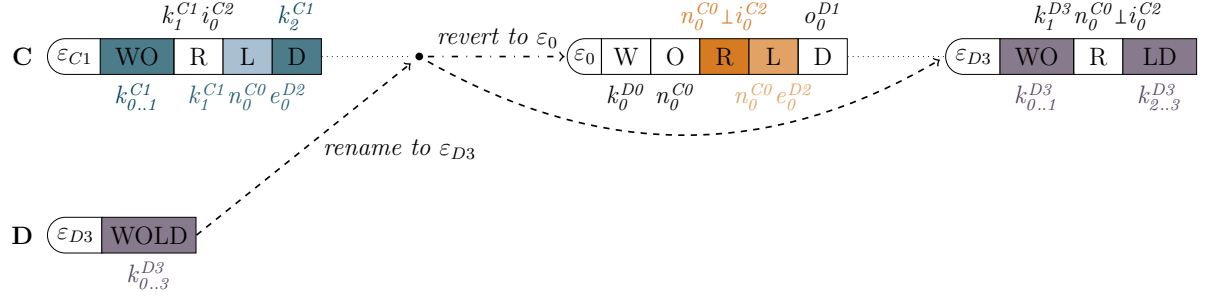 k_1^{C1} i_0^{C2} k_2^{C1} n_0^{C0} ⊥ i_0^{C2} o_0^{D1} k_1^{D3} n_0^{C0} ⊥ i_0^{C2}
C ε_{C1} WO R L D revert to ε_0 ε_0 W O R L D ε_{D3} WO R LD
k_{0..1}^{C1} k_1^{C1} n_0^{C0} e_0^{D2} k_0^{D0} n_0^{C0} n_0^{C0} e_0^{D2} k_{0..1}^{D3} k_{2..3}^{D3}
rename to ε_{D3}
D ε_{D3} WOLD
k_{0..3}^{D3}